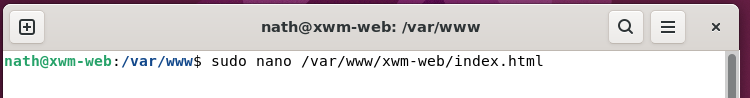 nath@xwm-web: /var/www
nath@xwm-web:/var/www$ sudo nano /var/www/xwm-web/index.html